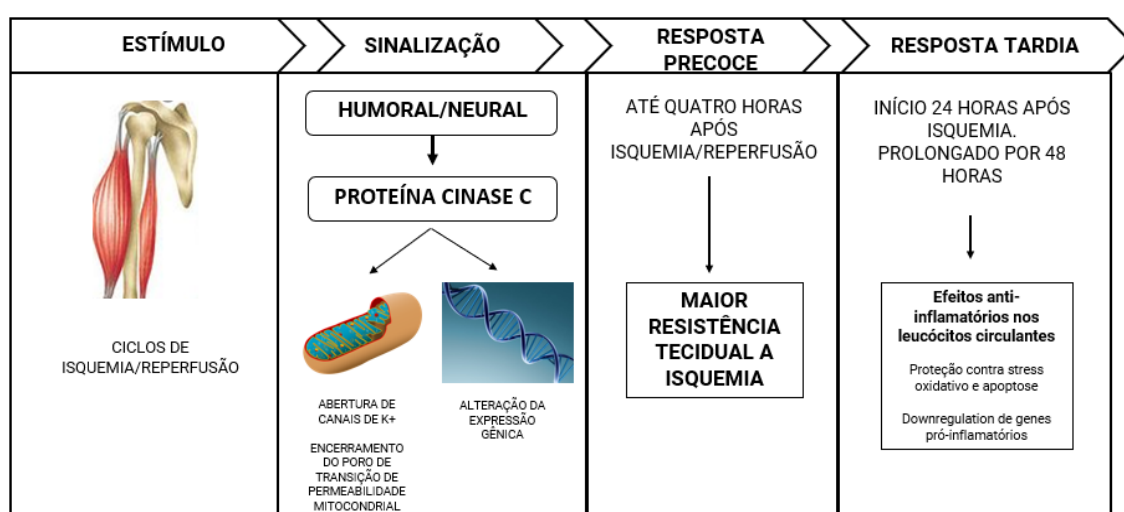 ESTÍMULO
SINALIZAÇÃO
RESPOSTA
PRECOCE
RESPOSTA TARDIA
CICLOS DE
ISQUEMIA/REPERFUSÃO
HUMORAL/NEURAL
PROTEÍNA CINASE C
ABERTURA DE
CANAIS DE K+
ENCERRAMENTO
DO PORO DE
TRANSIÇÃO DE
PERMEABILIDADE
MITOCONDRIAL
ALTERAÇÃO DA
EXPRESSÃO
GÊNICA
ATÉ QUATRO HORAS
APÓS
ISQUEMIA/REPERFUSÃO
MAIOR
RESISTÊNCIA
TECIDUAL A
ISQUEMIA
INÍCIO 24 HORAS APÓS
ISQUEMIA.
PROLONGADO POR 48
HORAS
Efeitos anti-
inflamatórios nos
leucócitos circulantes
Proteção contra stress
oxidativo e apoptose
Downregulation de genes
pró-inflamatórios